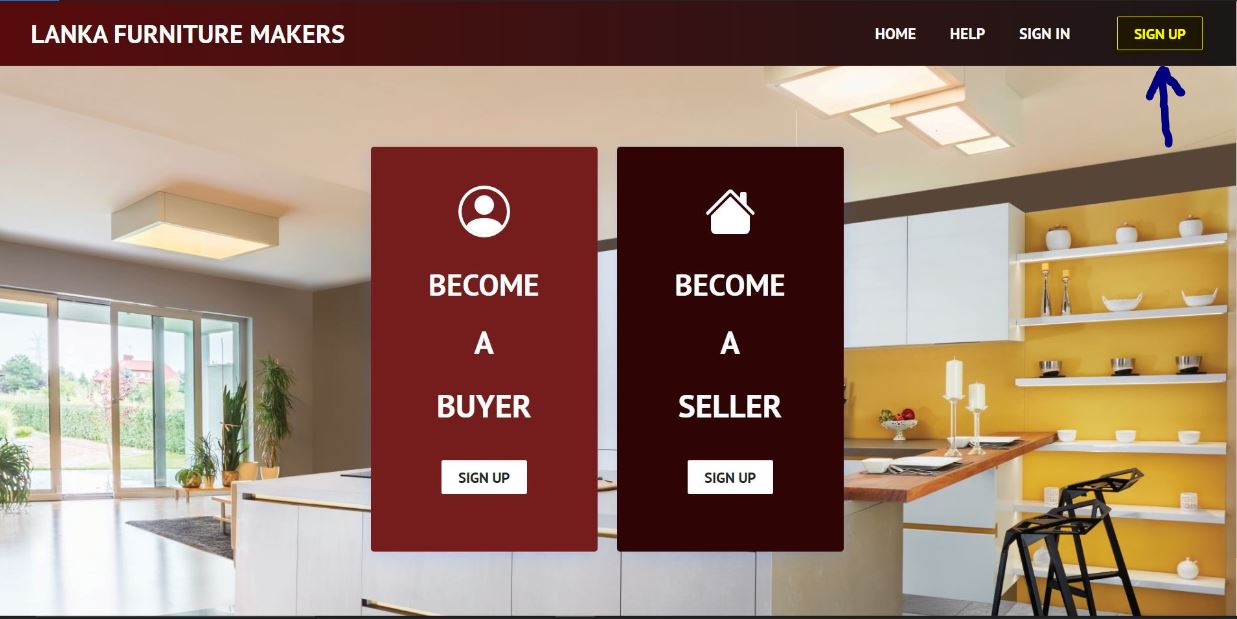 LANKA FURNITURE MAKERS
HOME HELP SIGN IN SIGN UP
BECOME
A
BUYER
SIGN UP
BECOME
A
SELLER
SIGN UP